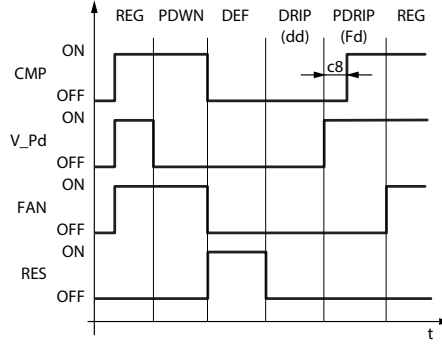 REG PDWN DEF DRIP PDRIP REG
(dd) (Fd)
ON
c8
CMP
OFF
ON
V_Pd
OFF
ON
FAN
OFF
ON
RES
OFF
t